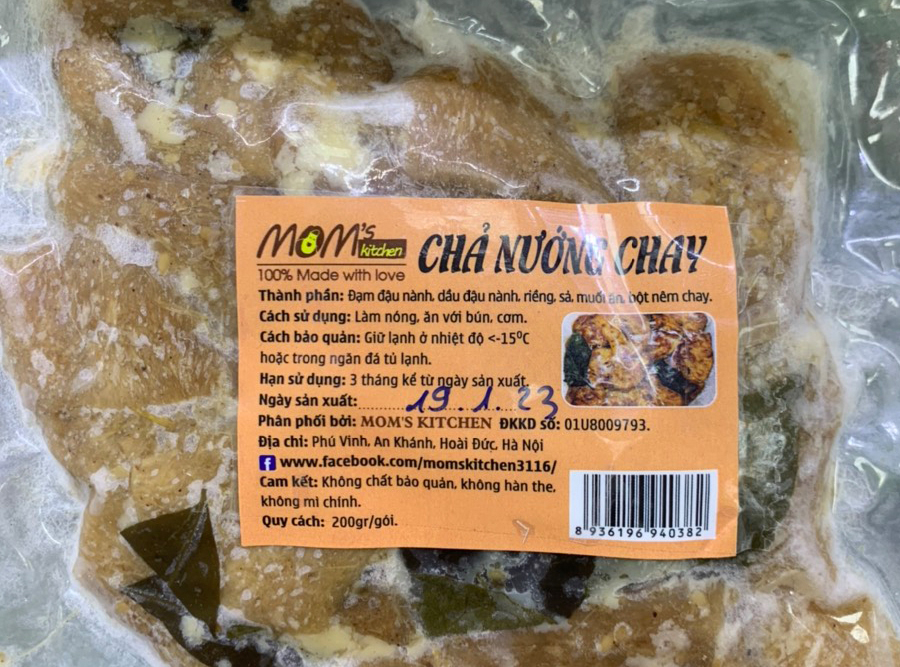 MOM's kitchen
100% Made with love
CHẢ NƯỚNG CHAY
Thành phần: Đạm đậu nành, dầu đậu nành, riềng, sả, muối ăn, bột nêm chay.
Cách sử dụng: Làm nóng, ăn với bún, cơm.
Cách bảo quản: Giữ lạnh ở nhiệt độ <-15⁰C
hoặc trong ngăn đá tủ lạnh.
Hạn sử dụng: 3 tháng kể từ ngày sản xuất.
Ngày sản xuất: 19.1.23
Phân phối bởi: MOM'S KITCHEN ĐKKD số: 01U8009793.
Địa chỉ: Phú Vinh, An Khánh, Hoài Đức, Hà Nội
f www.facebook.com/momskitchen3116/
Cam kết: Không chất bảo quản, không hàn the,
không mì chính.
Quy cách: 200gr/gói.
8 936196 940382